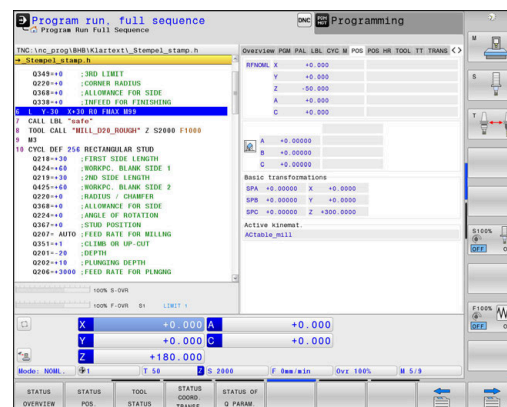 Program run, full sequence
Program Run Full Sequence
DNC
Programming
TNC:\nc_prog\BHB\Klartext\_Stempel_stamp.h
→_Stempel_stamp.h
Q349=+0 ;3RD LIMIT
Q220=+0 ;CORNER RADIUS
Q368=+0 ;ALLOWANCE FOR SIDE
Q338=+0 ;INFEED FOR FINISHING
6 L Y-30 X+30 R0 FMAX M99
7 CALL LBL "safe"
8 TOOL CALL "MILL_D20_ROUGH" Z S2000 F1000
9 M3
10 CYCL DEF 256 RECTANGULAR STUD
Q218=+30 ;FIRST SIDE LENGTH
Q424=+60 ;WORKPC. BLANK SIDE 1
Q219=+30 ;2ND SIDE LENGTH
Q425=+60 ;WORKPC. BLANK SIDE 2
Q220=+0 ;RADIUS / CHAMFER
Q368=+0 ;ALLOWANCE FOR SIDE
Q224=+0 ;ANGLE OF ROTATION
Q367=+0 ;STUD POSITION
Q207= AUTO ;FEED RATE FOR MILLNG
Q351=+1 ;CLIMB OR UP-CUT
Q201=-20 ;DEPTH
Q202=+10 ;PLUNGING DEPTH
Q206=+3000 ;FEED RATE FOR PLNGNG
100% S-OVR
100% F-OVR S1 LIMIT 1
Overview PGM PAL LBL CYC M POS POS HR TOOL TT TRANS
RFNOML X +0.000
Y +0.000
Z -50.000
A +0.000
C +0.000
A +0.00000
B +0.00000
C +0.00000
Basic transformations
SPA +0.00000 X +0.0000
SPB +0.00000 Y +0.0000
SPC +0.00000 Z +300.0000
Active kinemat.
ACtable_mill
X +0.000 A +0.000
Y +0.000 C +0.000
Z +180.000
Mode: NOML. 1 T 50 Z S 2000 F 0mm/min Ovr 100% M 5/9
M
S
T
S100%
OFF
F100%
OFF
STATUS OVERVIEW
STATUS POS.
TOOL STATUS
STATUS COORD. TRANSF.
STATUS OF Q PARAM.